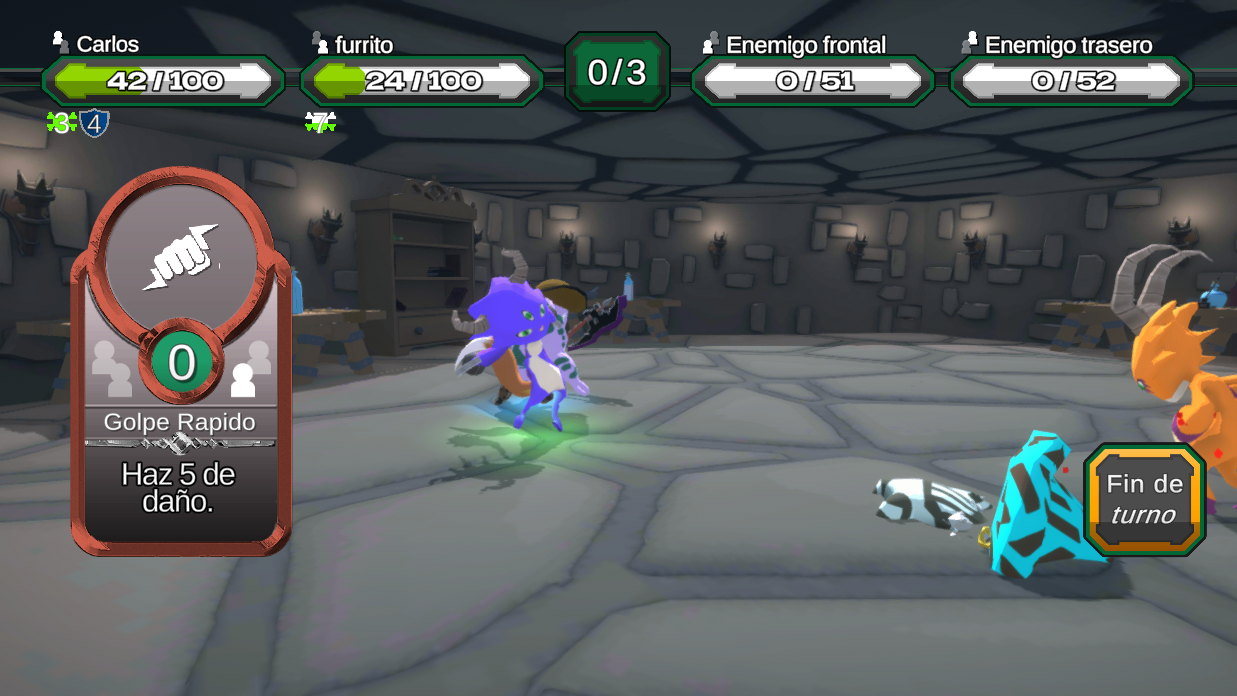 Carlos
furrito
Enemigo frontal
Enemigo trasero
42/100
24/100
0/3
0/51
0/52
3
4
7
0
Golpe Rapido
Haz 5 de
daño.
Fin de
turno